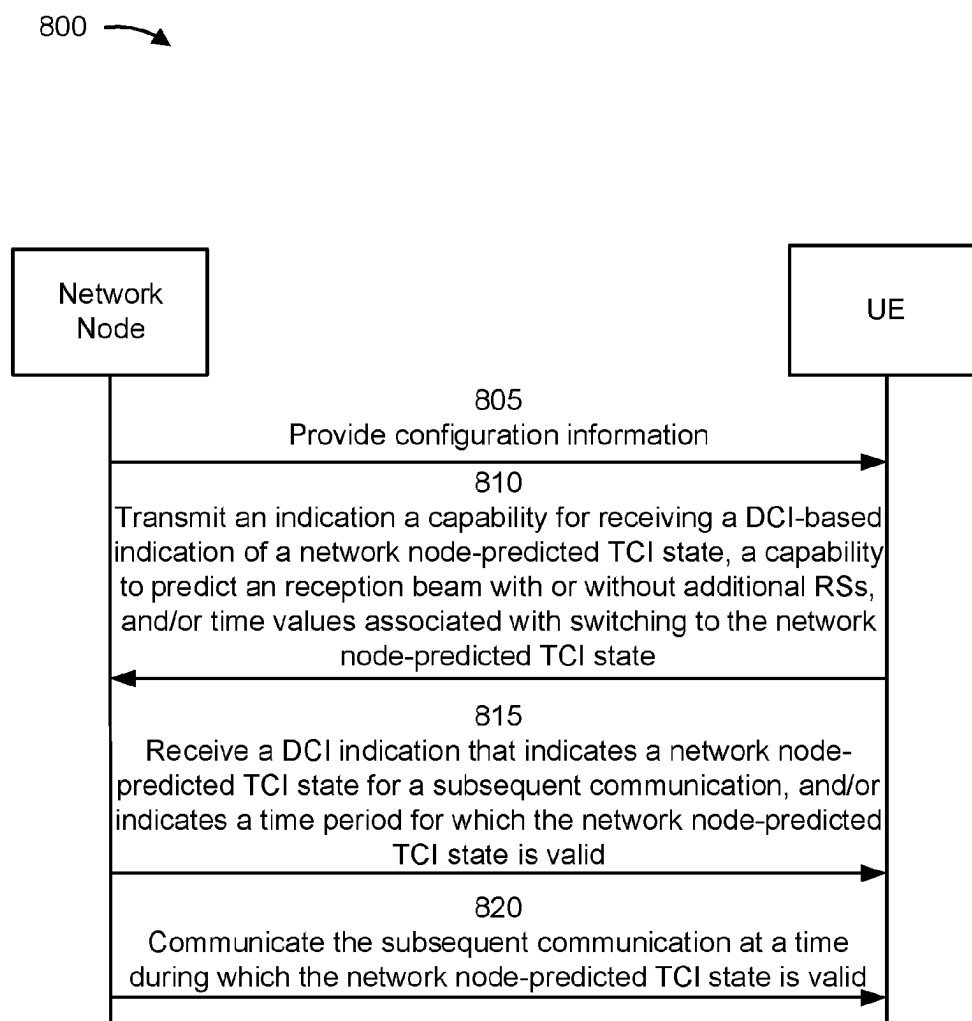 800
Network
Node
UE
805
Provide configuration information
810
Transmit an indication a capability for receiving a DCI-based
indication of a network node-predicted TCI state, a capability
to predict an reception beam with or without additional RSs,
and/or time values associated with switching to the network
node-predicted TCI state
815
Receive a DCI indication that indicates a network node-
predicted TCI state for a subsequent communication, and/or
indicates a time period for which the network node-predicted
TCI state is valid
820
Communicate the subsequent communication at a time
during which the network node-predicted TCI state is valid